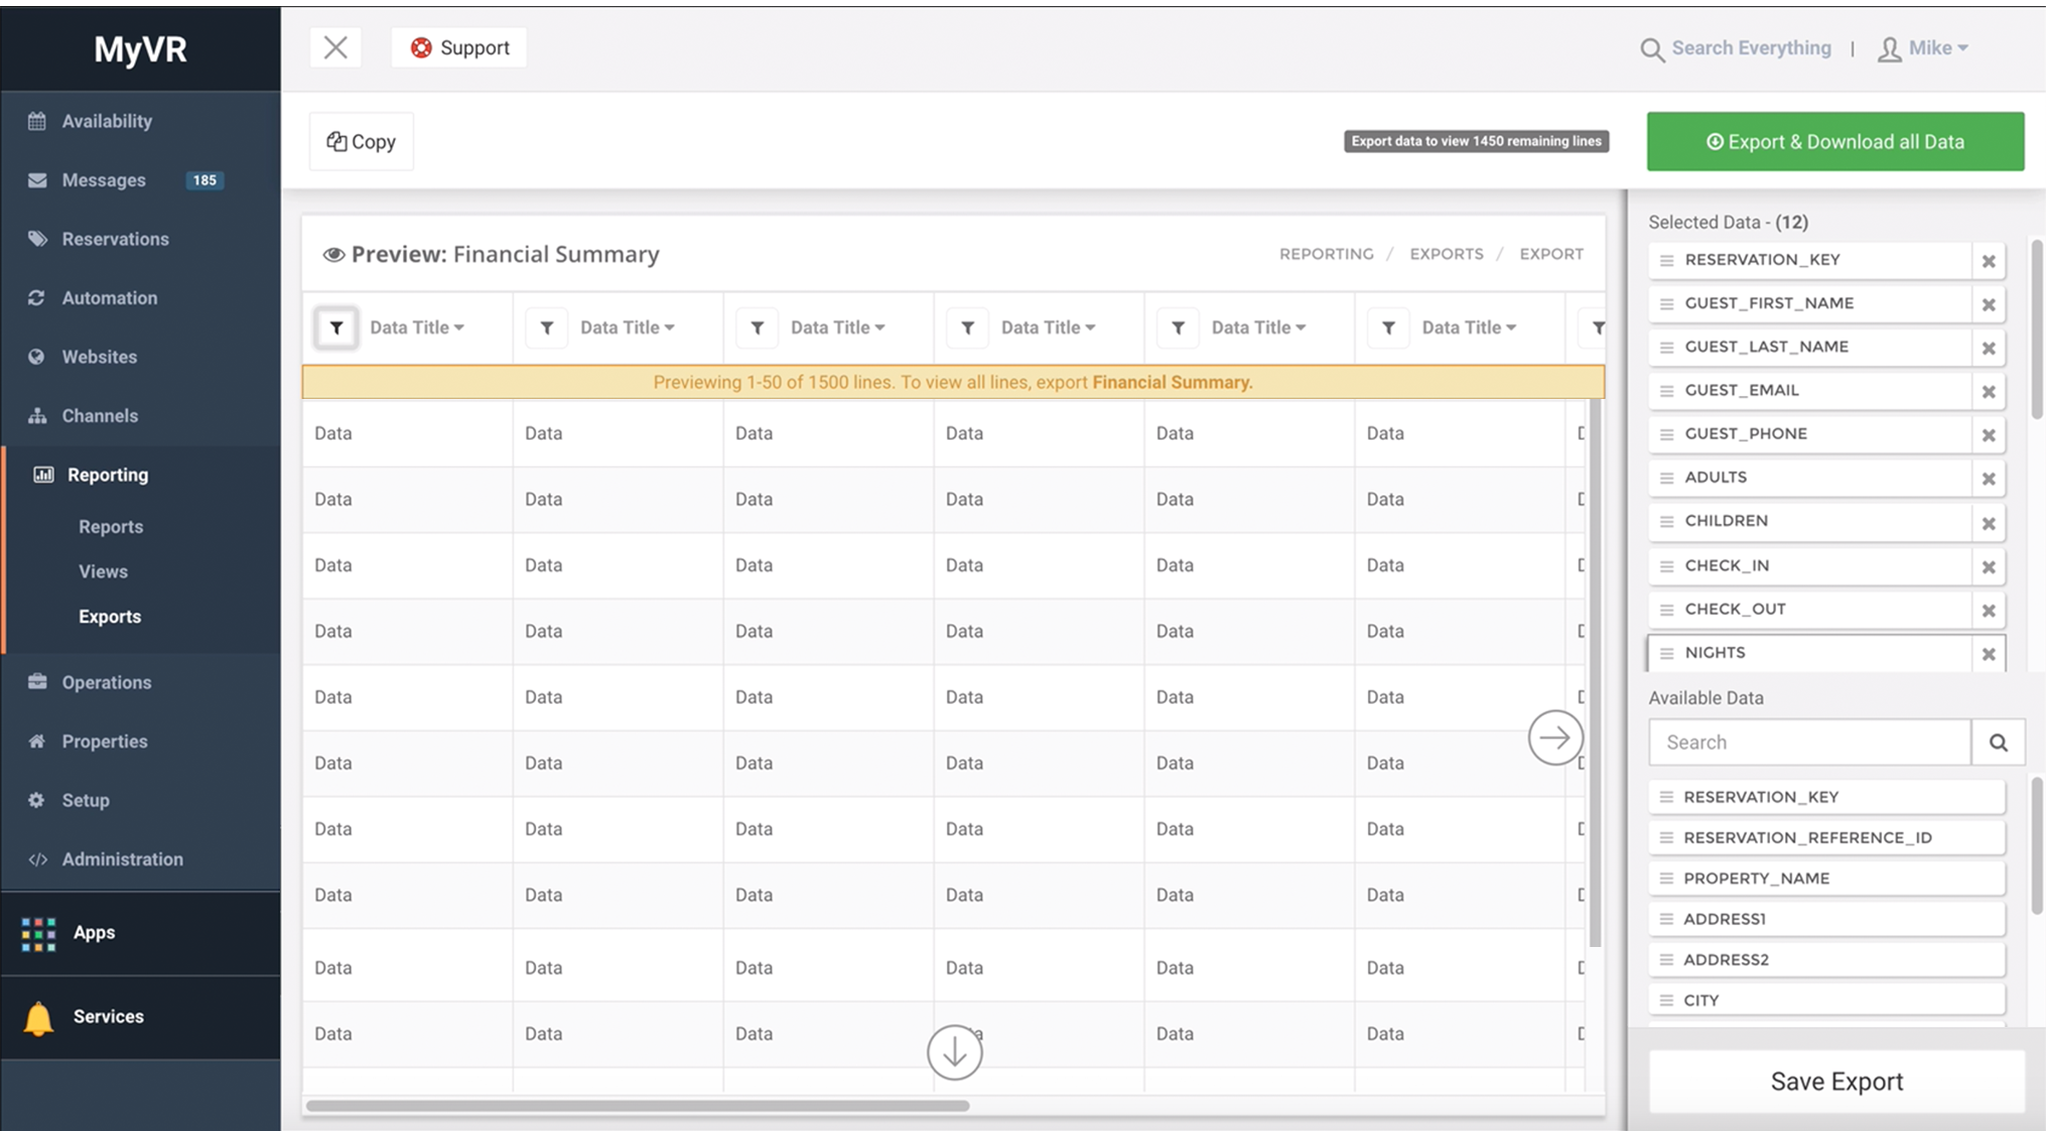 MyVR
Support
Search Everything | Mike
Availability
Messages 185
Reservations
Automation
Websites
Channels
Reporting
Reports
Views
Exports
Operations
Properties
Setup
Administration
Apps
Services
Copy
Export data to view 1450 remaining lines
Export & Download all Data
Preview: Financial Summary
REPORTING / EXPORTS / EXPORT
Data Title Data Title Data Title Data Title Data Title Data Title
Previewing 1-50 of 1500 lines. To view all lines, export Financial Summary.
Data Data Data Data Data Data
Data Data Data Data Data Data
Data Data Data Data Data Data
Data Data Data Data Data Data
Data Data Data Data Data Data
Data Data Data Data Data Data
Data Data Data Data Data Data
Data Data Data Data Data Data
Data Data Data Data Data Data
Data Data Data Data Data
Selected Data - (12)
RESERVATION_KEY
GUEST_FIRST_NAME
GUEST_LAST_NAME
GUEST_EMAIL
GUEST_PHONE
ADULTS
CHILDREN
CHECK_IN
CHECK_OUT
NIGHTS
Available Data
Search
RESERVATION_KEY
RESERVATION_REFERENCE_ID
PROPERTY_NAME
ADDRESS1
ADDRESS2
CITY
Save Export